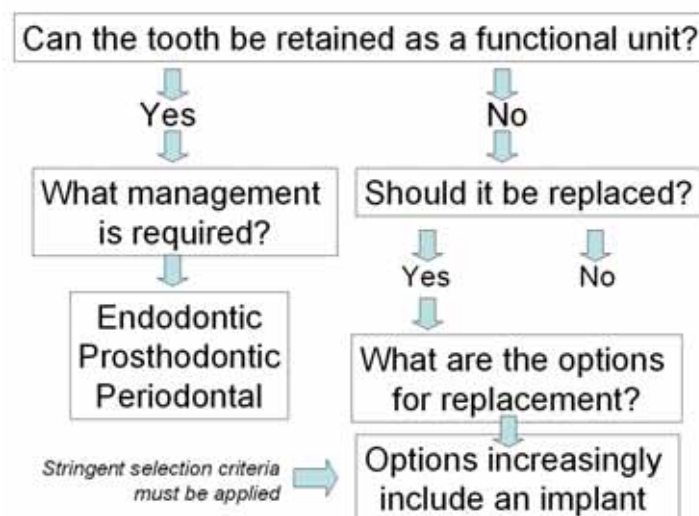 Can the tooth be retained as a functional unit?
Yes
No
What management
is required?
Should it be replaced?
Yes
No
Endodontic
Prosthodontic
Periodontal
What are the options
for replacement?
Stringent selection criteria
must be applied
Options increasingly
include an implant